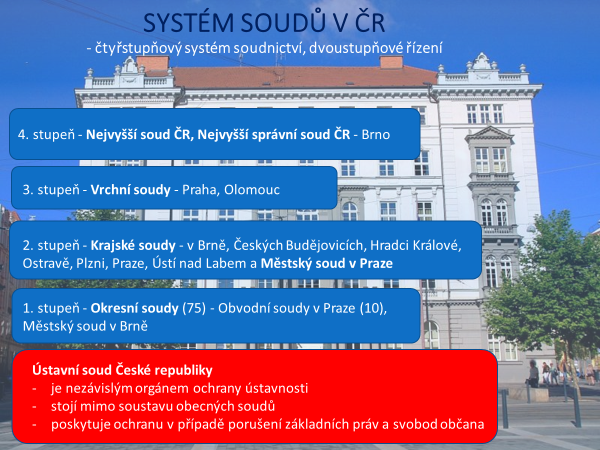 SYSTÉM SOUDŮ V ČR
- čtyřstupňový systém soudnictví, dvoustupňové řízení
4. stupeň - Nejvyšší soud ČR, Nejvyšší správní soud ČR - Brno
3. stupeň - Vrchní soudy - Praha, Olomouc
2. stupeň - Krajské soudy - v Brně, Českých Budějovicích, Hradci Králové,
Ostravě, Plzni, Praze, Ústí nad Labem a Městský soud v Praze
1. stupeň - Okresní soudy (75) - Obvodní soudy v Praze (10),
Městský soud v Brně
Ústavní soud České republiky
- je nezávislým orgánem ochrany ústavnosti
- stojí mimo soustavu obecných soudů
- poskytuje ochranu v případě porušení základních práv a svobod občana